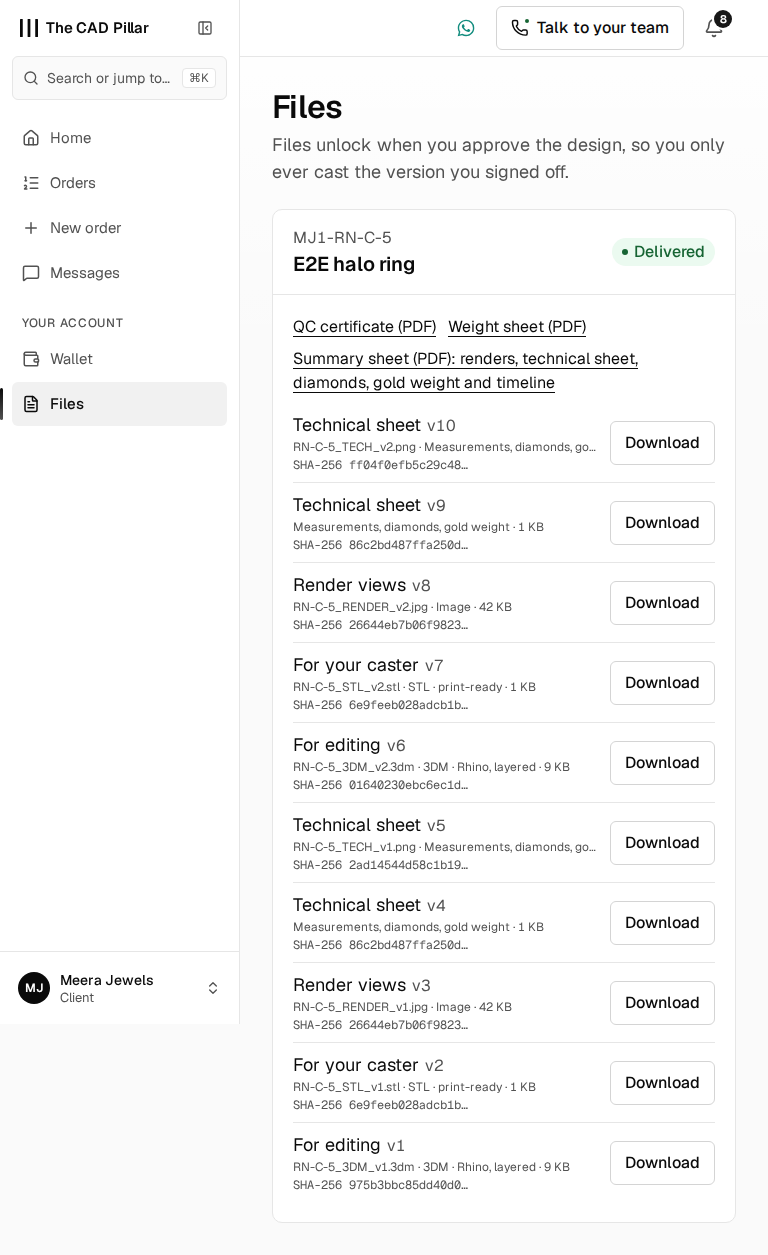 The CAD Pillar
Search or jump to... ⌘K
Home
Orders
New order
Messages
YOUR ACCOUNT
Wallet
Files
MJ
Meera Jewels
Client
Talk to your team
8
Files
Files unlock when you approve the design, so you only
ever cast the version you signed off.
MJ1-RN-C-5
E2E halo ring
Delivered
QC certificate (PDF) Weight sheet (PDF)
Summary sheet (PDF): renders, technical sheet,
diamonds, gold weight and timeline
Technical sheet v10
RN-C-5_TECH_v2.png · Measurements, diamonds, go...
SHA-256 ff04f0efb5c29c48…
Download
Technical sheet v9
Measurements, diamonds, gold weight · 1 KB
SHA-256 86c2bd487ffa250d…
Download
Render views v8
RN-C-5_RENDER_v2.jpg · Image · 42 KB
SHA-256 26644eb7b06f9823…
Download
For your caster v7
RN-C-5_STL_v2.stl · STL · print-ready · 1 KB
SHA-256 6e9feeb028adcb1b…
Download
For editing v6
RN-C-5_3DM_v2.3dm · 3DM · Rhino, layered · 9 KB
SHA-256 01640230ebc6ec1d…
Download
Technical sheet v5
RN-C-5_TECH_v1.png · Measurements, diamonds, go...
SHA-256 2ad14544d58c1b19…
Download
Technical sheet v4
Measurements, diamonds, gold weight · 1 KB
SHA-256 86c2bd487ffa250d…
Download
Render views v3
RN-C-5_RENDER_v1.jpg · Image · 42 KB
SHA-256 26644eb7b06f9823…
Download
For your caster v2
RN-C-5_STL_v1.stl · STL · print-ready · 1 KB
SHA-256 6e9feeb028adcb1b…
Download
For editing v1
RN-C-5_3DM_v1.3dm · 3DM · Rhino, layered · 9 KB
SHA-256 975b3bbc85dd40d0…
Download